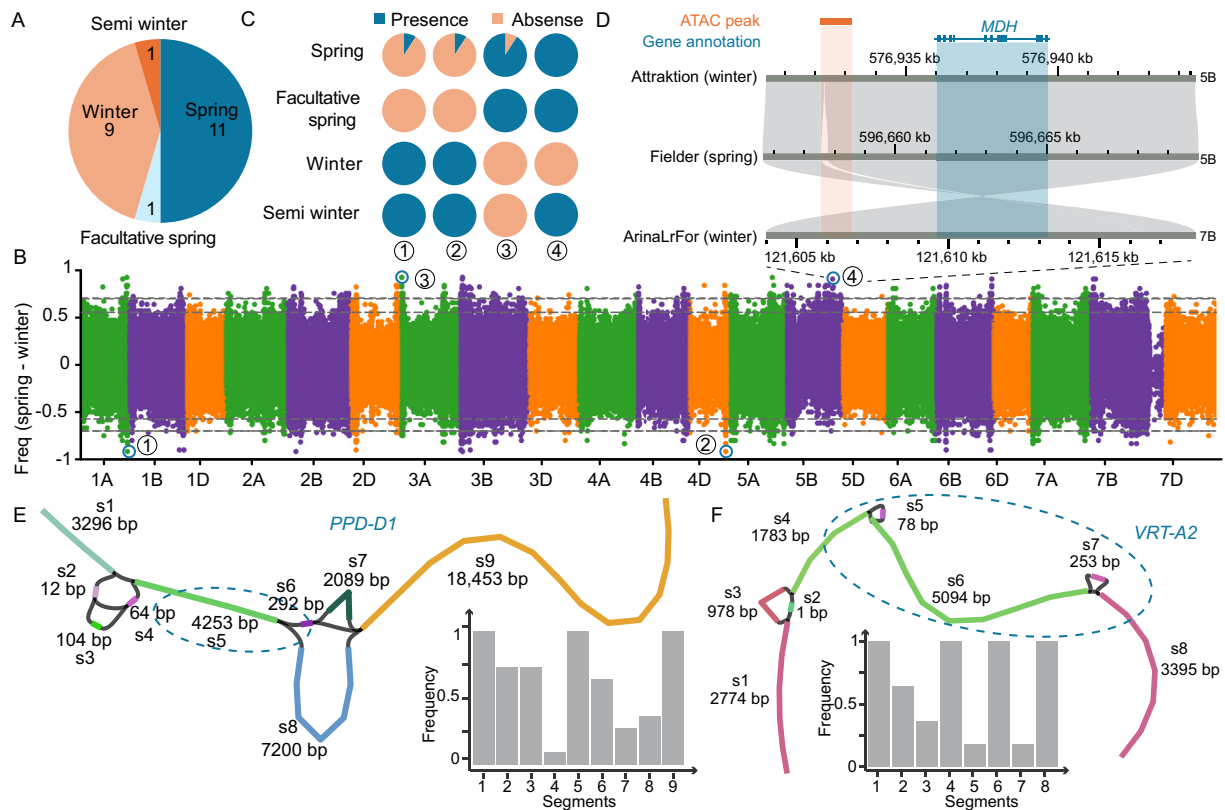 A
Semi winter
1
Winter
9
Spring
11
1
Facultative spring
C
Presence
Absense
Spring
Facultative
spring
Winter
Semi winter
①
②
③
④
D
ATAC peak
Gene annotation
MDH
576,935 kb
576,940 kb
Attraktion (winter)
5B
596,660 kb
596,665 kb
Fielder (spring)
5B
ArinaLrFor (winter)
7B
121,605 kb
121,610 kb
121,615 kb
B
Freq (spring - winter)
1
0.5
0
-0.5
-1
①
②
③
④
1A
1B
1D
2A
2B
2D
3A
3B
3D
4A
4B
4D
5A
5B
5D
6A
6B
6D
7A
7B
7D
E
PPD-D1
s1
3296 bp
s2
12 bp
104 bp
s3
64 bp
s4
4253 bp
s5
s6
292 bp
s7
2089 bp
s8
7200 bp
s9
18,453 bp
Frequency
1
0.5
0
1 2 3 4 5 6 7 8 9
Segments
F
VRT-A2
s4
1783 bp
s5
78 bp
s3
978 bp
s2
1 bp
s6
5094 bp
s7
253 bp
s1
2774 bp
s8
3395 bp
Frequency
1
0.5
0
1 2 3 4 5 6 7 8
Segments